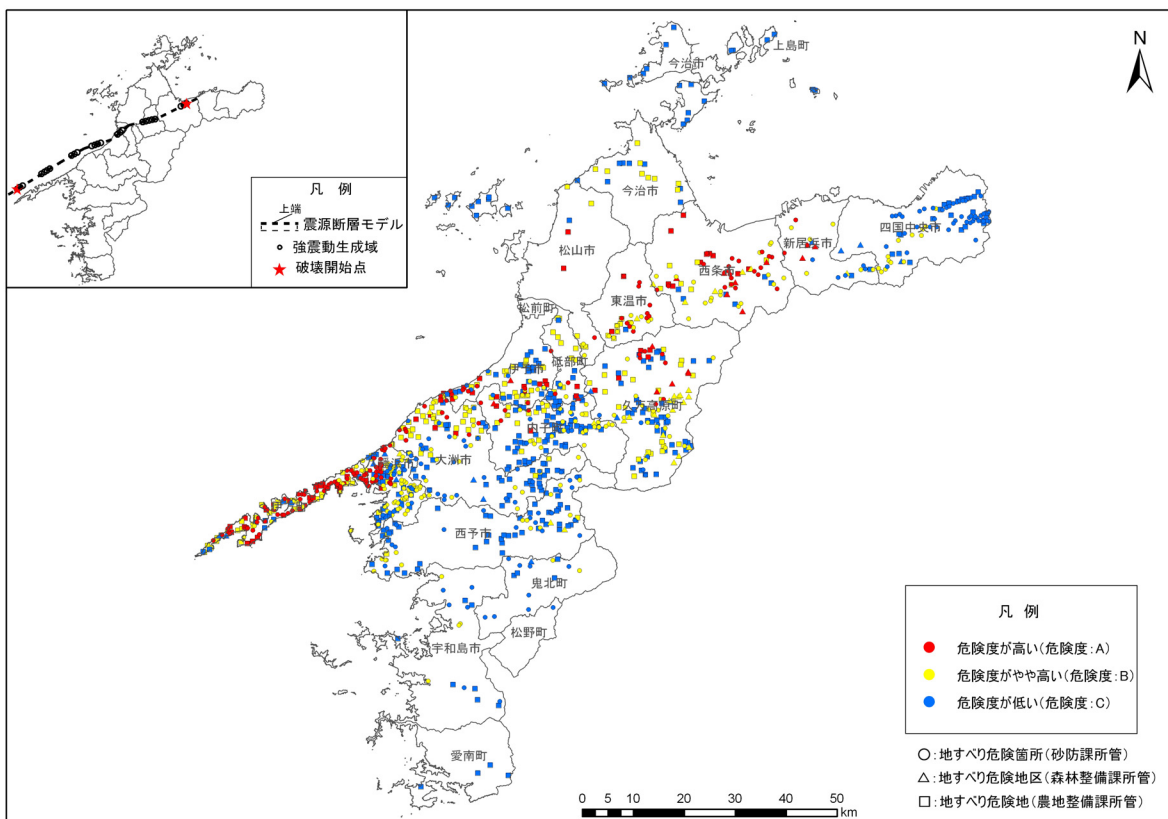 凡 例
上端
震源断層モデル
強震動生成域
破壊開始点
N
上島町
今治市
今治市
松山市
四国中央市
新居浜市
西条市
東温市
松前町
砥部町
伊予市
久万高原町
内子町
大洲市
西予市
鬼北町
松野町
宇和島市
愛南町
凡 例
危険度が高い(危険度:A)
危険度がやや高い(危険度:B)
危険度が低い(危険度:C)
:地すべり危険箇所(砂防課所管)
:地すべり危険地区(森林整備課所管)
:地すべり危険地(農地整備課所管)
0 5 10 20 30 40 50
km